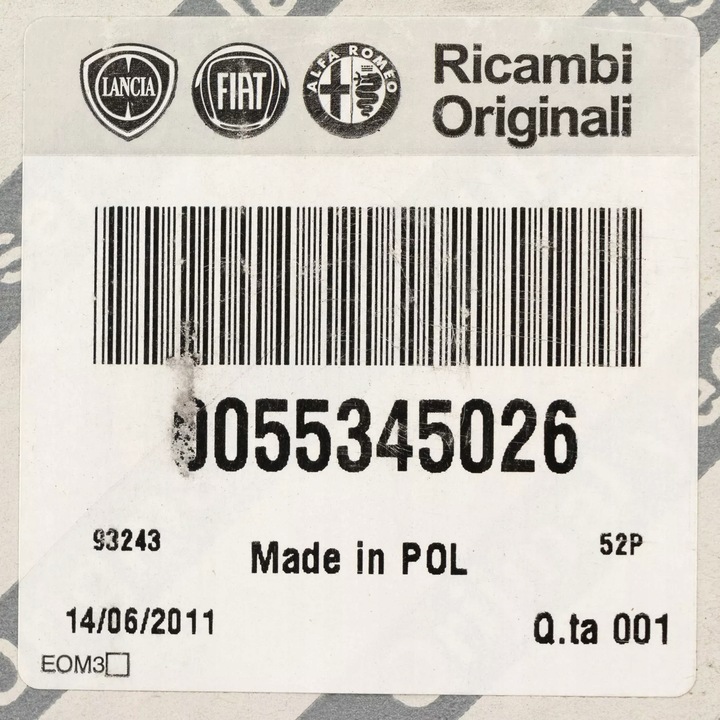 LANCIA FIAT ALFA ROMEO Ricambi
Originali
0055345026
93243 52P
Made in POL
14/06/2011 Q.ta 001
EOM3